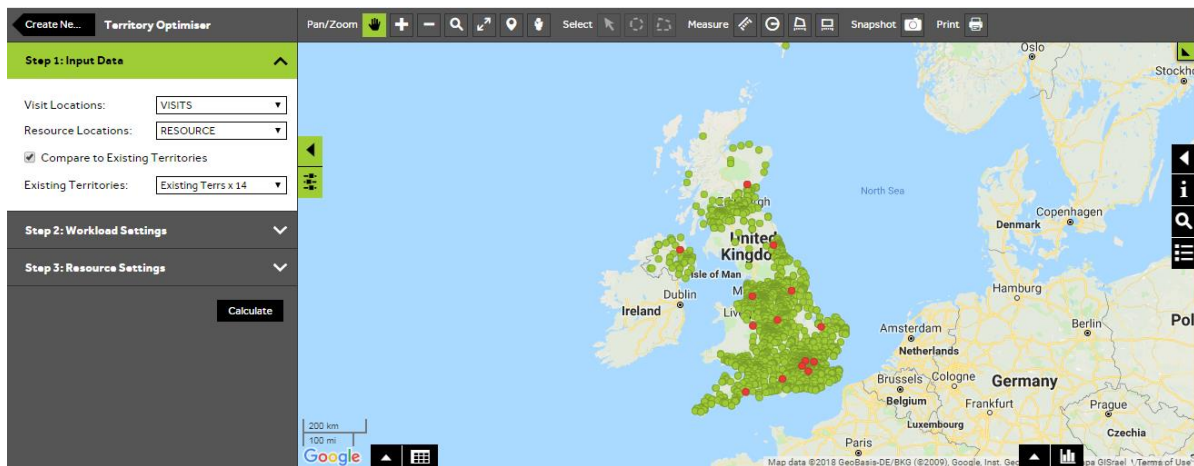 Create Ne...
Territory Optimiser
Pan/Zoom
Select
Measure
Snapshot
Print
Step 1: Input Data
Visit Locations:
VISITS
Resource Locations:
RESOURCE
Compare to Existing Territories
Existing Territories:
Existing Terrs x 14
Step 2: Workload Settings
Step 3: Resource Settings
Calculate
Oslo
Stockho
North Sea
Copenhagen
Denmark
United
Kingdo
Isle of Man
Dublin
Ireland
Hamburg
Amsterdam
Netherlands
Berlin
Pol
Brussels
Cologne
Germany
Belgium
Frankfurt
Prague
Luxembourg
Czechia
Paris
200 km
100 mi
Google
Map data ©2018 GeoBasis-DE/BKG (©2009), Google, Inst. Geo
apa GISrael
Terms of Use